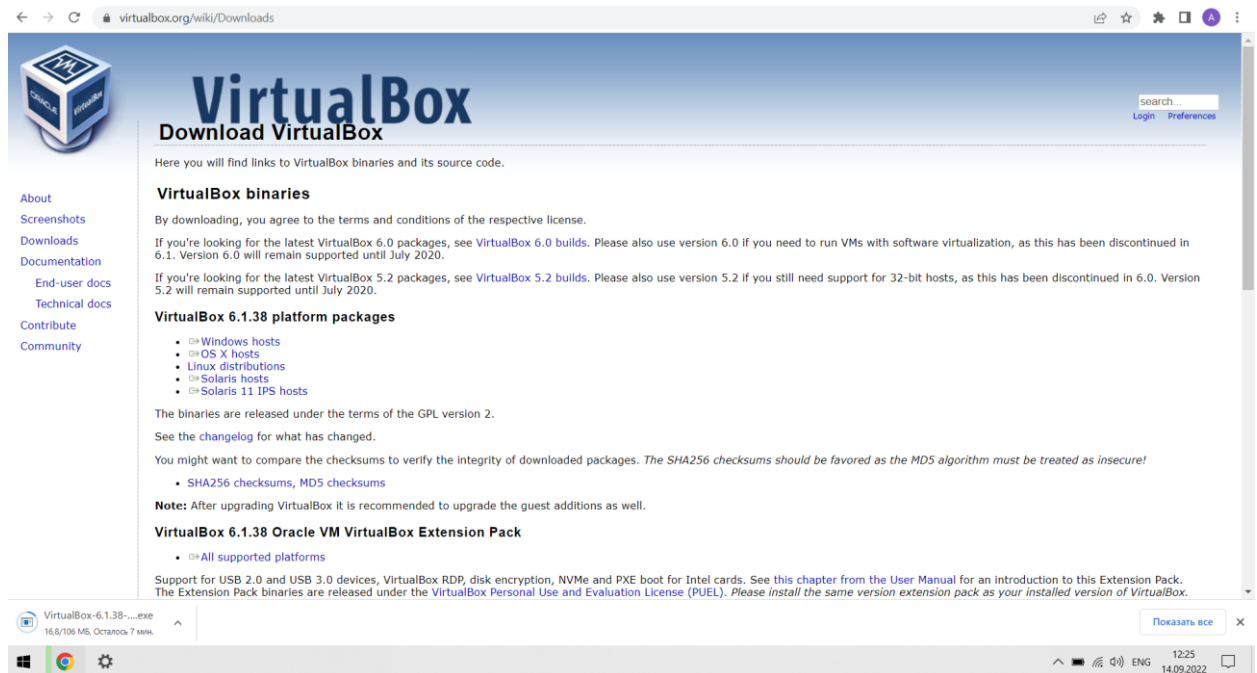 virtualbox.org/wiki/Downloads
A
ORACLE
VirtualBox
VirtualBox
search...
Login Preferences
Download VirtualBox
Here you will find links to VirtualBox binaries and its source code.
About
Screenshots
Downloads
Documentation
End-user docs
Technical docs
Contribute
Community
VirtualBox binaries
By downloading, you agree to the terms and conditions of the respective license.
If you're looking for the latest VirtualBox 6.0 packages, see VirtualBox 6.0 builds. Please also use version 6.0 if you need to run VMs with software virtualization, as this has been discontinued in
6.1. Version 6.0 will remain supported until July 2020.
If you're looking for the latest VirtualBox 5.2 packages, see VirtualBox 5.2 builds. Please also use version 5.2 if you still need support for 32-bit hosts, as this has been discontinued in 6.0. Version
5.2 will remain supported until July 2020.
VirtualBox 6.1.38 platform packages
Windows hosts
OS X hosts
Linux distributions
Solaris hosts
Solaris 11 IPS hosts
The binaries are released under the terms of the GPL version 2.
See the changelog for what has changed.
You might want to compare the checksums to verify the integrity of downloaded packages. The SHA256 checksums should be favored as the MD5 algorithm must be treated as insecure!
SHA256 checksums, MD5 checksums
Note: After upgrading VirtualBox it is recommended to upgrade the guest additions as well.
VirtualBox 6.1.38 Oracle VM VirtualBox Extension Pack
All supported platforms
Support for USB 2.0 and USB 3.0 devices, VirtualBox RDP, disk encryption, NVMe and PXE boot for Intel cards. See this chapter from the User Manual for an introduction to this Extension Pack.
The Extension Pack binaries are released under the VirtualBox Personal Use and Evaluation License (PUEL). Please install the same version extension pack as your installed version of VirtualBox.
VirtualBox-6.1.38-....exe
16,8/106 МБ, Осталось 7 мин.
Показать все
ENG
12:25
14.09.2022